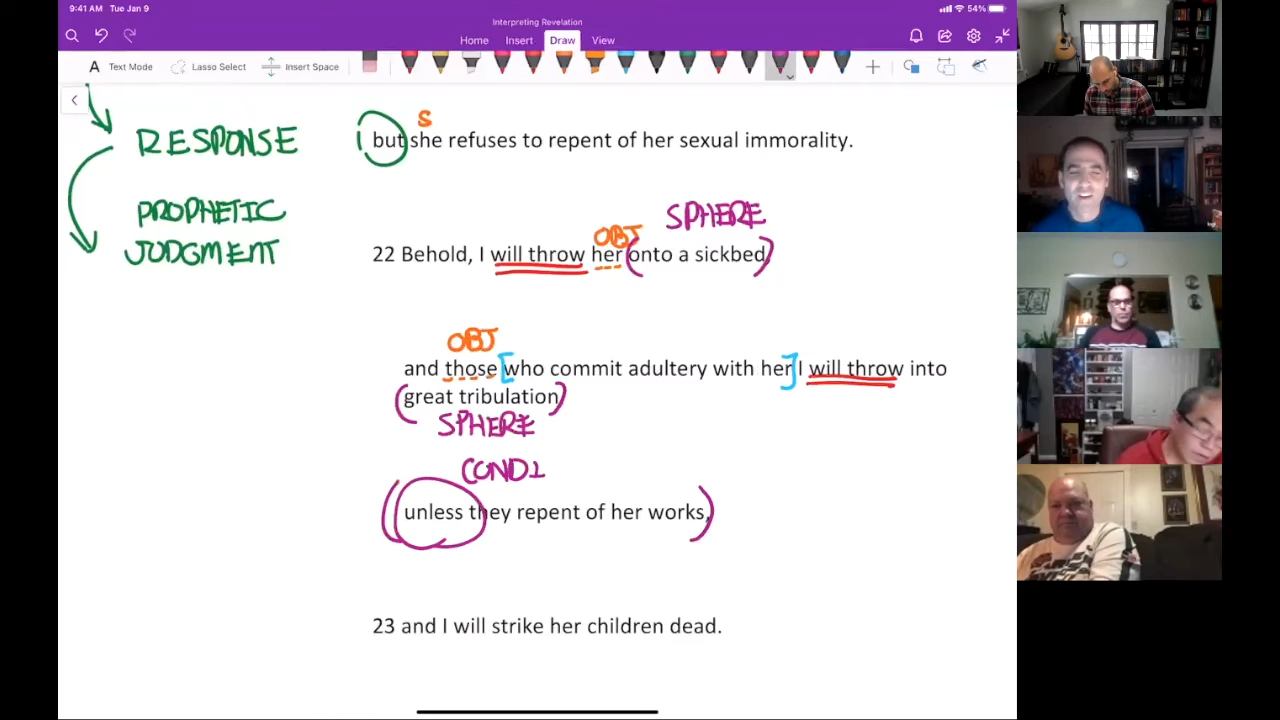 9:41 AM Tue Jan 9
54%
Interpreting Revelation
Home Insert Draw View
A Text Mode Lasso Select Insert Space
S
RESPONSE
but she refuses to repent of her sexual immorality.
PROPHETIC
JUDGMENT
OBJ
SPHERE
22 Behold, I will throw her onto a sickbed,
OBJ
and those who commit adultery with her I will throw into
great tribulation,
SPHERE
COND
unless they repent of her works,
23 and I will strike her children dead.